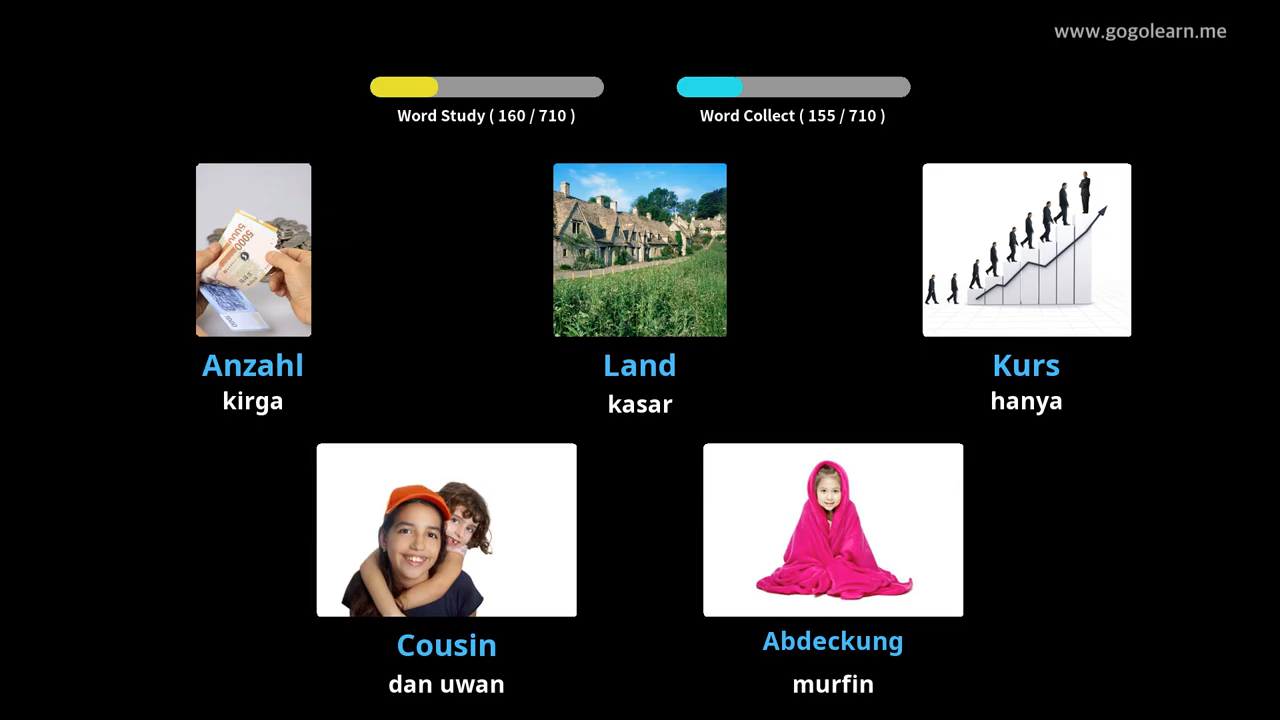 www.gogolearn.me
Word Study ( 160 / 710 )
Word Collect ( 155 / 710 )
Anzahl
kirga
Land
kasar
Kurs
hanya
Cousin
dan uwan
Abdeckung
murfin